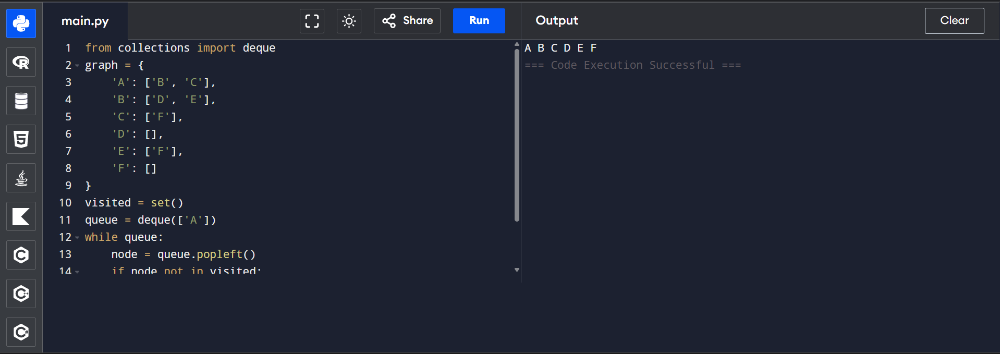 main.py
Share
Run
Output
Clear
1 from collections import deque
2 graph = {
3     'A': ['B', 'C'],
4     'B': ['D', 'E'],
5     'C': ['F'],
6     'D': [],
7     'E': ['F'],
8     'F': []
9 }
10 visited = set()
11 queue = deque(['A'])
12 while queue:
13     node = queue.popleft()
14     if node not in visited:
A B C D E F
=== Code Execution Successful ===
R
5
C
C++
C#